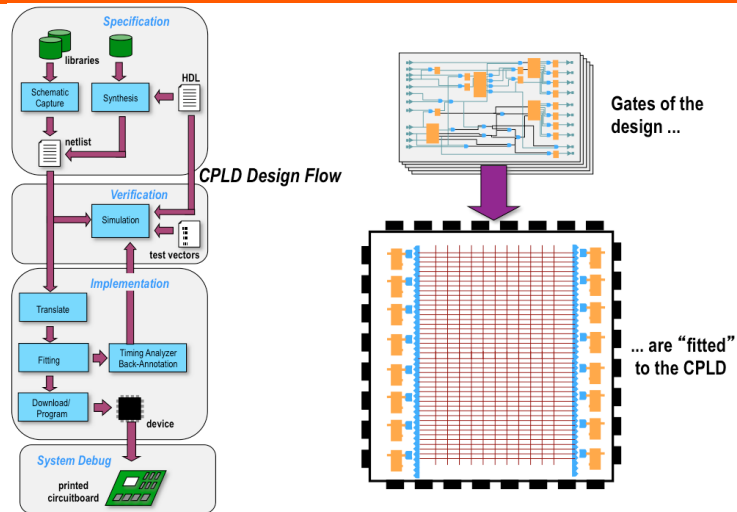 Specification
libraries
HDL
Schematic
Capture
Synthesis
netlist
CPLD Design Flow
Verification
Simulation
test vectors
Implementation
Translate
Fitting
Timing Analyzer
Back-Annotation
Download/
Program
device
System Debug
printed
circuitboard
Gates of the
design ...
... are “fitted”
to the CPLD